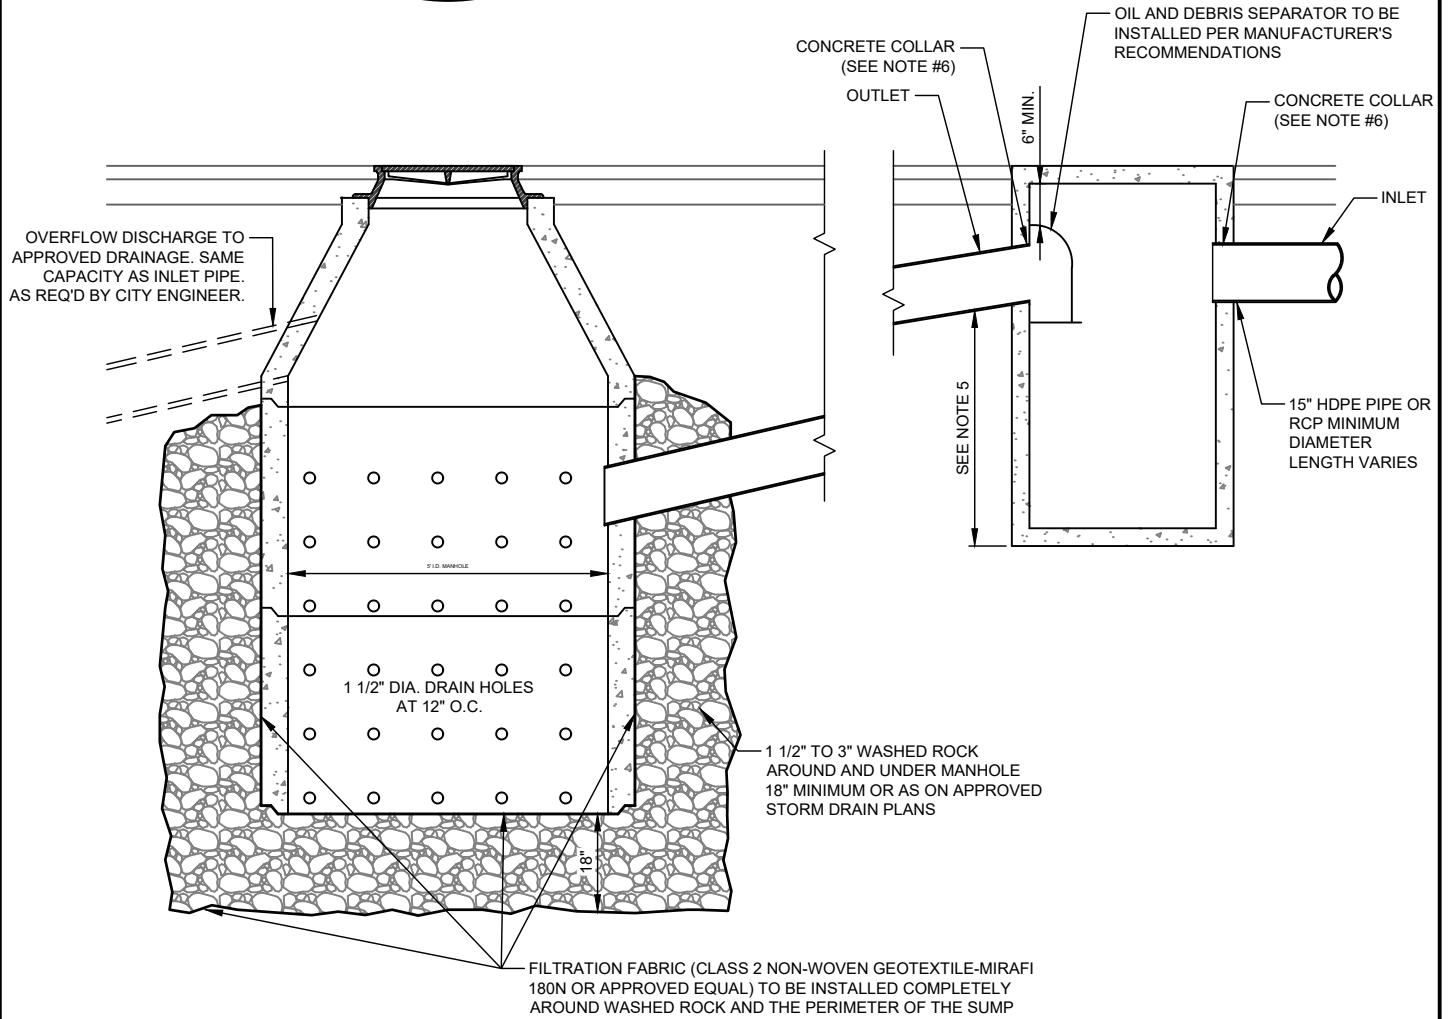 OIL AND DEBRIS SEPARATOR TO BE
INSTALLED PER MANUFACTURER'S
RECOMMENDATIONS
CONCRETE COLLAR
(SEE NOTE #6)
OUTLET
6" MIN.
CONCRETE COLLAR
(SEE NOTE #6)
INLET
OVERFLOW DISCHARGE TO
APPROVED DRAINAGE. SAME
CAPACITY AS INLET PIPE.
AS REQ'D BY CITY ENGINEER.
SEE NOTE 5
15" HDPE PIPE OR
RCP MINIMUM
DIAMETER
LENGTH VARIES
5' I.D. MANHOLE
1 1/2" DIA. DRAIN HOLES
AT 12" O.C.
1 1/2" TO 3" WASHED ROCK
AROUND AND UNDER MANHOLE
18" MINIMUM OR AS ON APPROVED
STORM DRAIN PLANS
18"
FILTRATION FABRIC (CLASS 2 NON-WOVEN GEOTEXTILE-MIRAFI
180N OR APPROVED EQUAL) TO BE INSTALLED COMPLETELY
AROUND WASHED ROCK AND THE PERIMETER OF THE SUMP